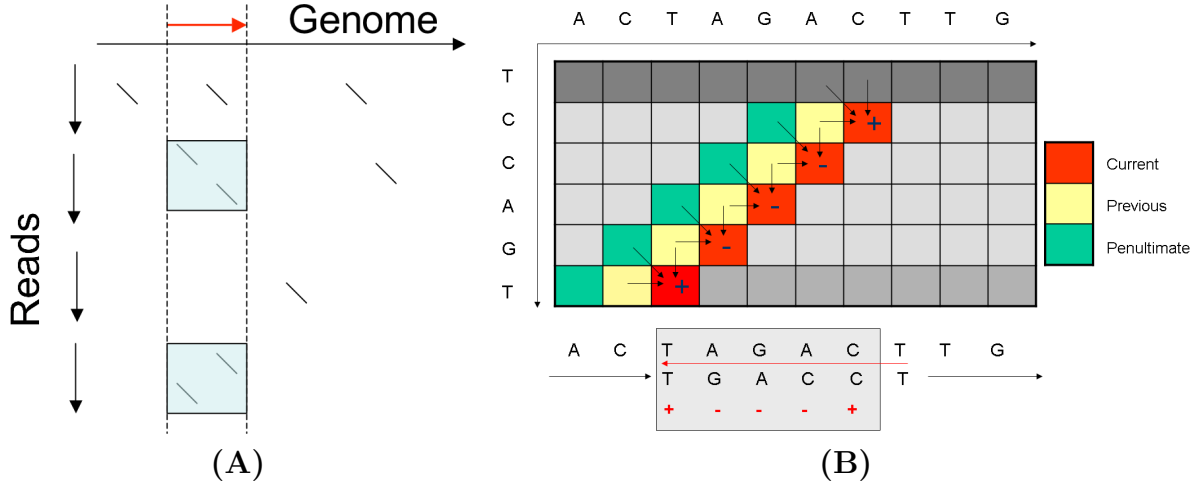 Genome
Reads
(A)
A C T A G A C T T G
T
C
C
A
G
T
+
-
-
-
+
Current
Previous
Penultimate
A C T A G A C T T G
T G A C C T
+ - - - +
(B)